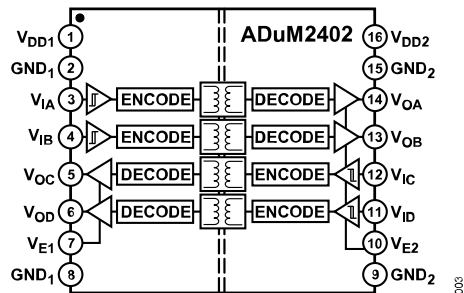 ADuM2402
VDD1 1 16 VDD2
GND1 2 15 GND2
VIA 3 ENCODE DECODE 14 VOA
VIB 4 ENCODE DECODE 13 VOB
VOC 5 DECODE ENCODE 12 VIC
VOD 6 DECODE ENCODE 11 VID
VE1 7 10 VE2
GND1 8 9 GND2
003